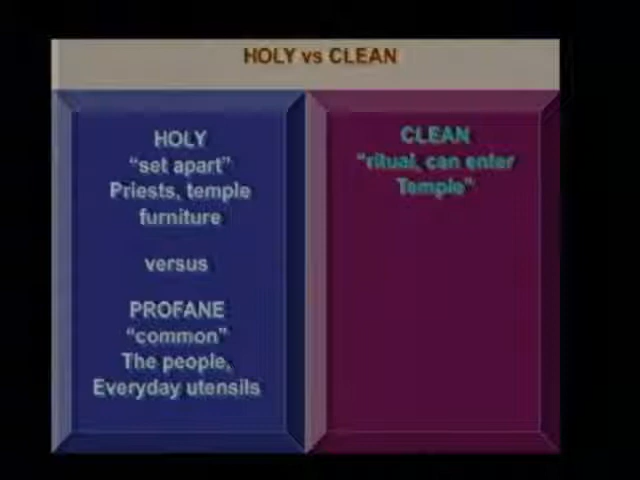 HOLY vs CLEAN
HOLY
“set apart”
Priests, temple
furniture
versus
PROFANE
“common”
The people,
Everyday utensils
CLEAN
“ritual, can enter
Temple”